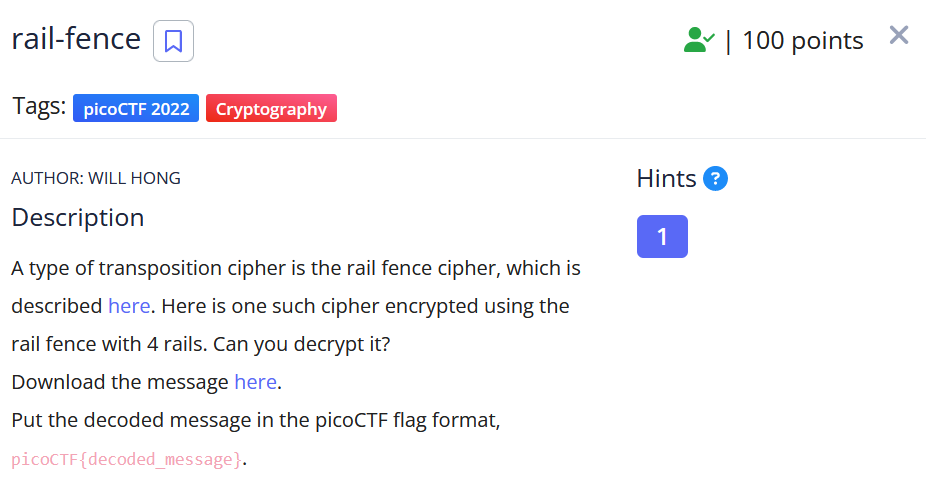 rail-fence
| 100 points
Tags: picoCTF 2022 Cryptography
AUTHOR: WILL HONG
Hints ?
Description
1
A type of transposition cipher is the rail fence cipher, which is
described here. Here is one such cipher encrypted using the
rail fence with 4 rails. Can you decrypt it?
Download the message here.
Put the decoded message in the picoCTF flag format,
picoCTF{decoded_message}.